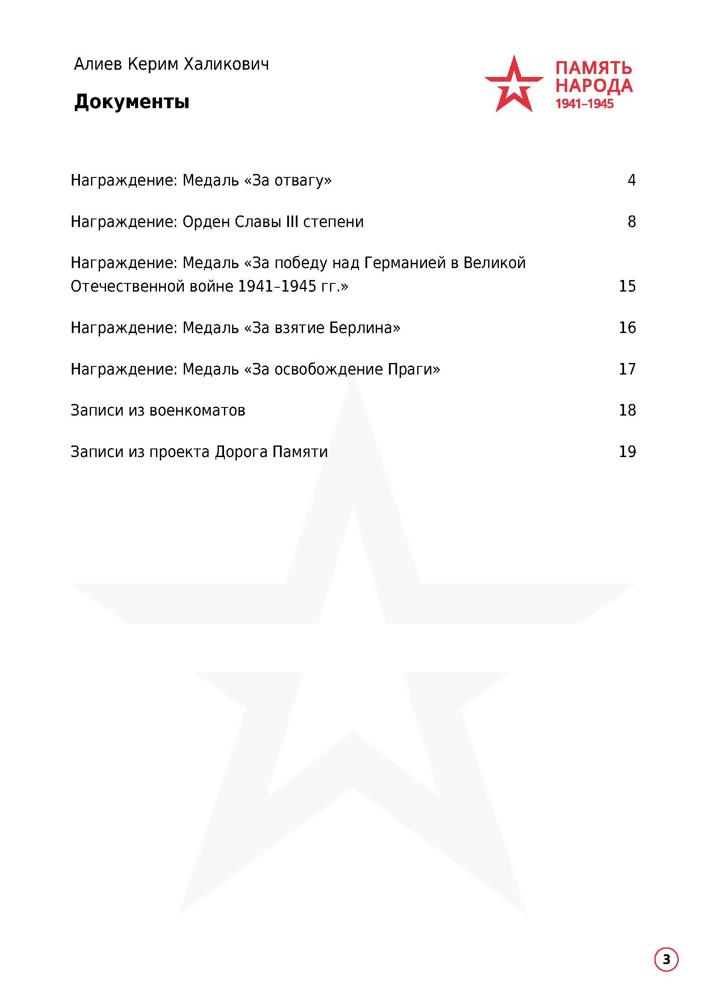 Алиев Керим Халикович
Документы
ПАМЯТЬ
НАРОДА
1941–1945
Награждение: Медаль «За отвагу» 4
Награждение: Орден Славы III степени 8
Награждение: Медаль «За победу над Германией в Великой
Отечественной войне 1941–1945 гг.» 15
Награждение: Медаль «За взятие Берлина» 16
Награждение: Медаль «За освобождение Праги» 17
Записи из военкоматов 18
Записи из проекта Дорога Памяти 19
3